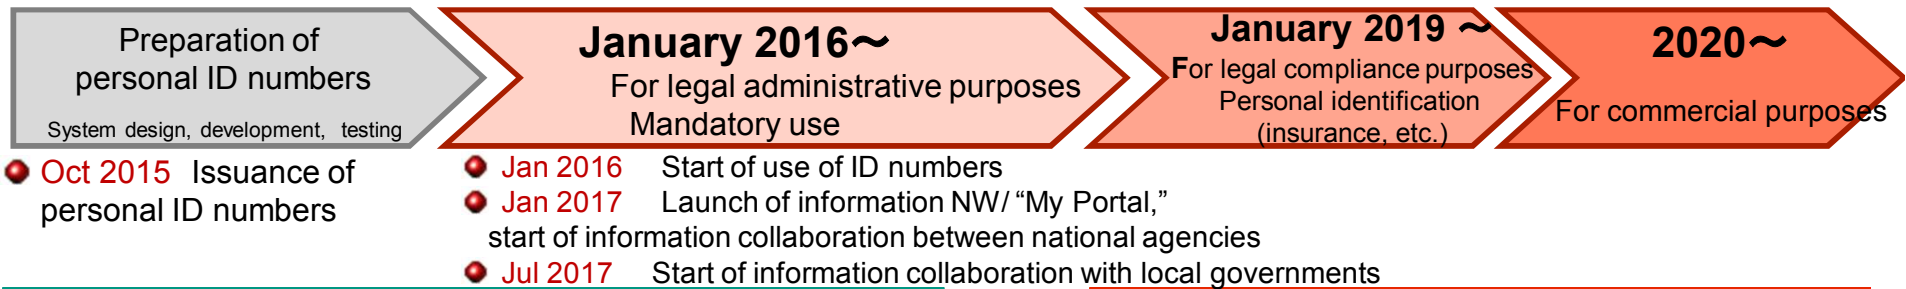 Preparation of
personal ID numbers
System design, development, testing
January 2016～
For legal administrative purposes
Mandatory use
January 2019 ～
For legal compliance purposes
Personal identification
(insurance, etc.)
2020～
For commercial purposes
Oct 2015 Issuance of
personal ID numbers
Jan 2016 Start of use of ID numbers
Jan 2017 Launch of information NW/ “My Portal,”
start of information collaboration between national agencies
Jul 2017 Start of information collaboration with local governments